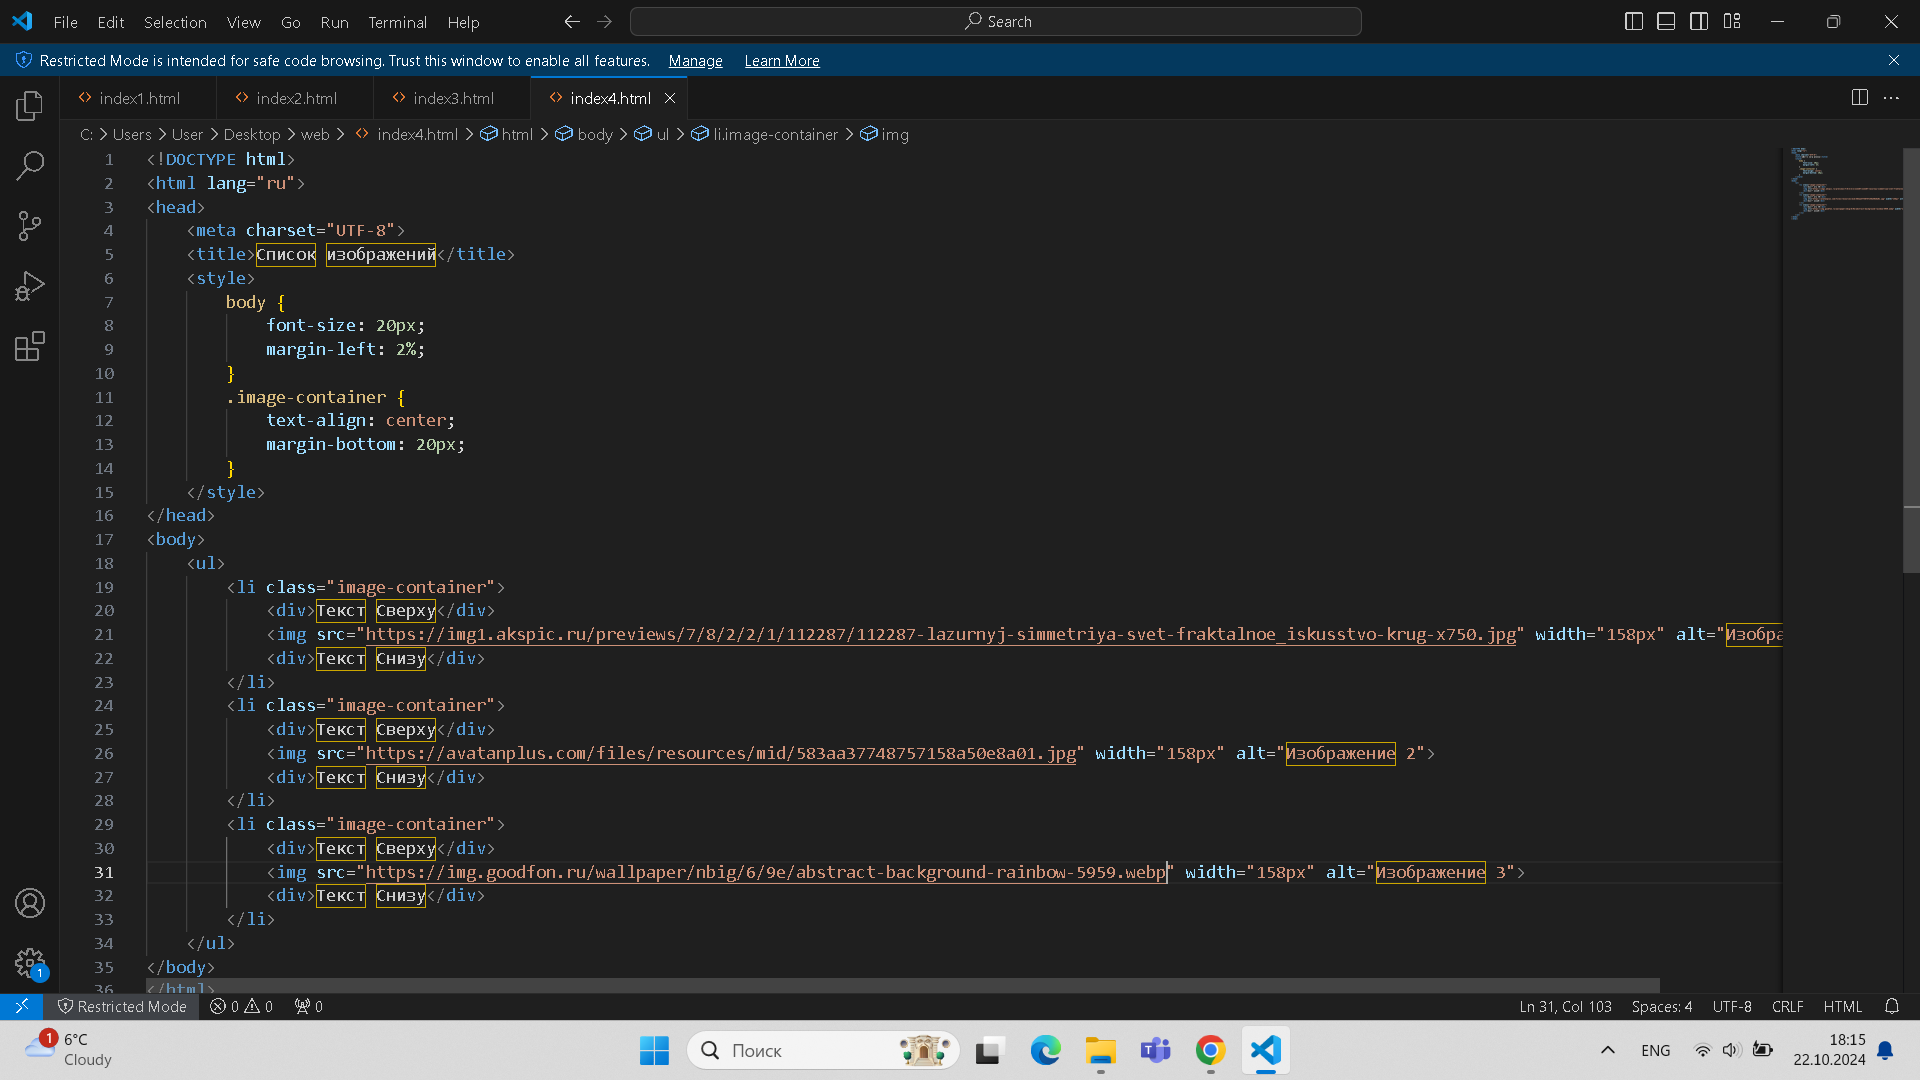 File Edit Selection View Go Run Terminal Help
Search
Restricted Mode is intended for safe code browsing. Trust this window to enable all features. Manage Learn More
index1.html index2.html index3.html index4.html
C: > Users > User > Desktop > web > index4.html > html > body > ul > li.image-container > img
1 <!DOCTYPE html>
2 <html lang="ru">
3 <head>
4 <meta charset="UTF-8">
5 <title>Список изображений</title>
6 <style>
7 body {
8 font-size: 20px;
9 margin-left: 2%;
10 }
11 .image-container {
12 text-align: center;
13 margin-bottom: 20px;
14 }
15 </style>
16 </head>
17 <body>
18 <ul>
19 <li class="image-container">
20 <div>Текст Сверху</div>
21 <img src="https://img1.akspic.ru/previews/7/8/2/2/1/112287/112287-lazurnyj-simmetriya-svet-fraktalnoe_iskusstvo-krug-x750.jpg" width="158px" alt="Изобра
22 <div>Текст Снизу</div>
23 </li>
24 <li class="image-container">
25 <div>Текст Сверху</div>
26 <img src="https://avatanplus.com/files/resources/mid/583aa37748757158a50e8a01.jpg" width="158px" alt="Изображение 2">
27 <div>Текст Снизу</div>
28 </li>
29 <li class="image-container">
30 <div>Текст Сверху</div>
31 <img src="https://img.goodfon.ru/wallpaper/nbig/6/9e/abstract-background-rainbow-5959.webp" width="158px" alt="Изображение 3">
32 <div>Текст Снизу</div>
33 </li>
34 </ul>
35 </body>
36 </html>
1
Restricted Mode 0 0 0 Ln 31, Col 103 Spaces: 4 UTF-8 CRLF HTML
1 6°C
Cloudy
Поиск
ENG
18:15
22.10.2024